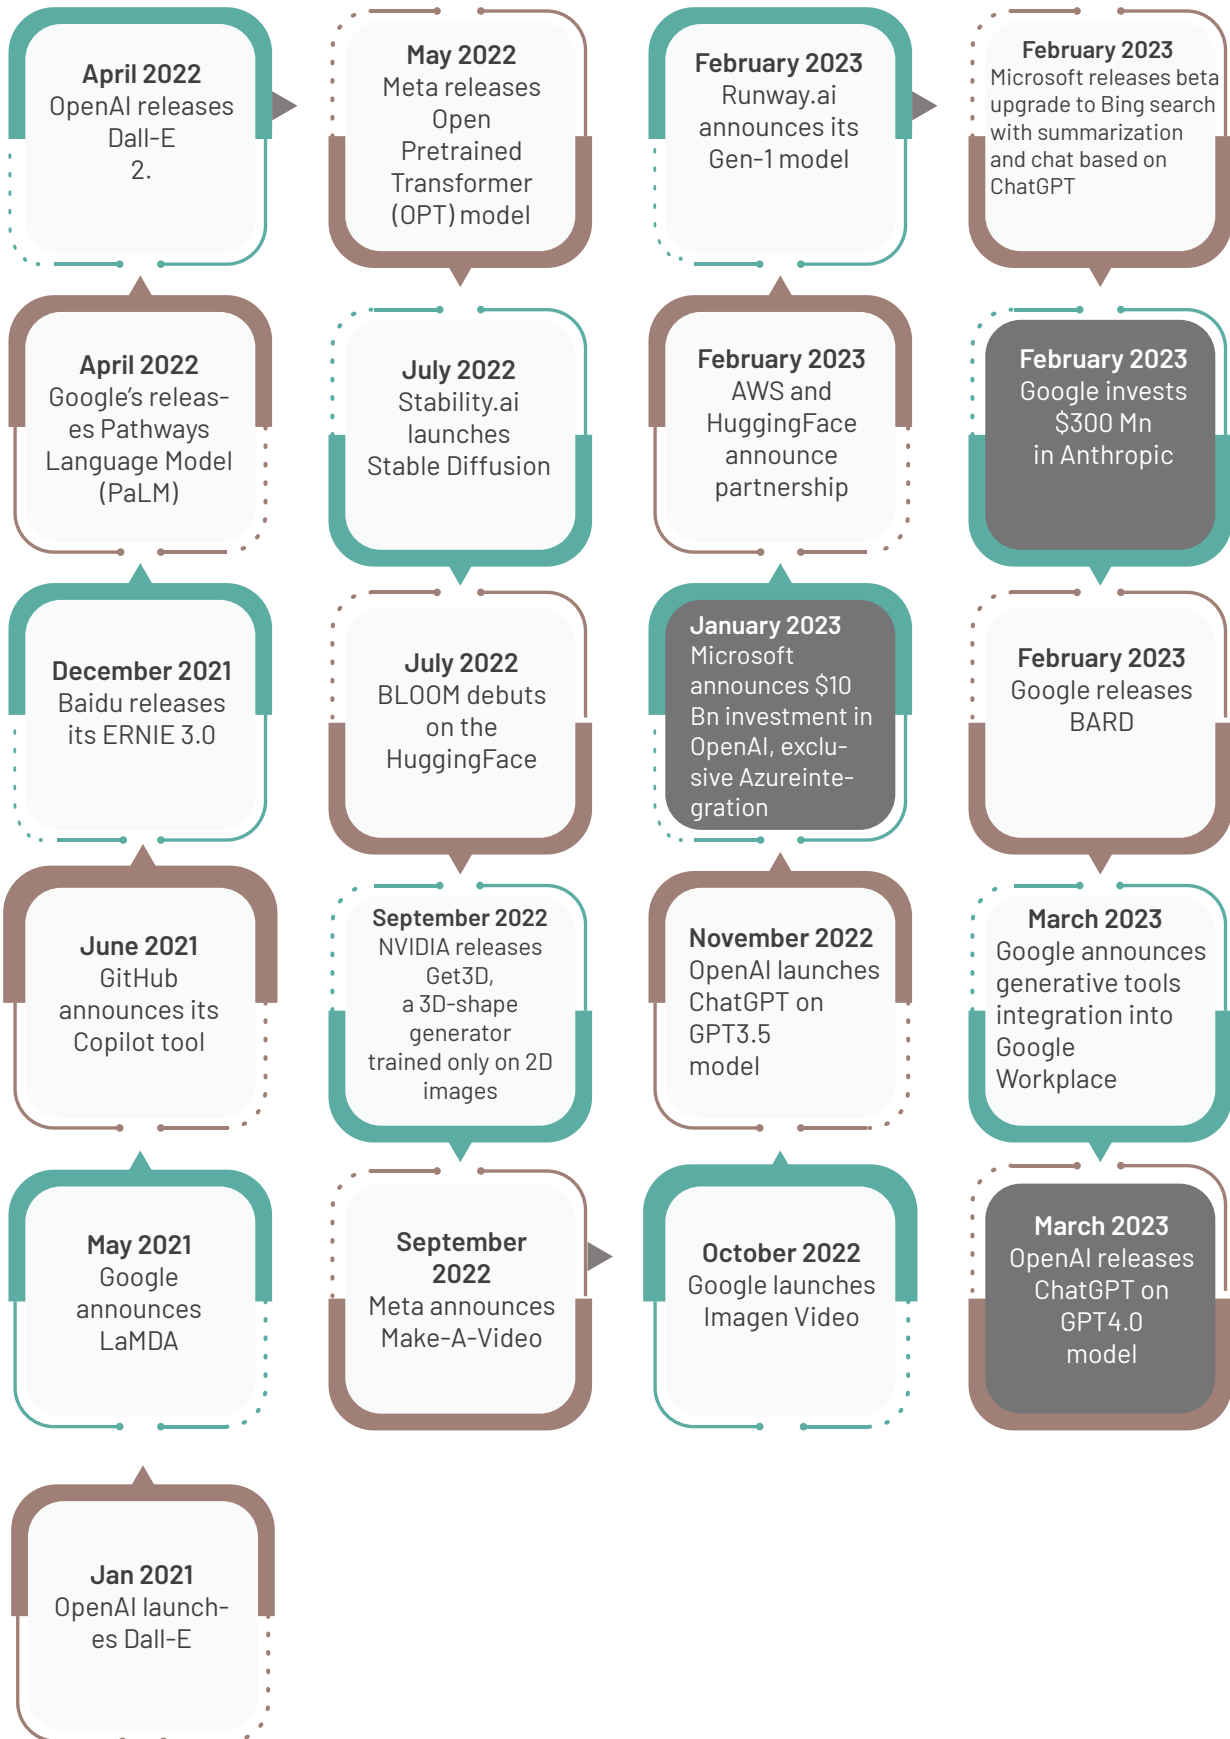 April 2022
OpenAI releases
Dall-E
2.
April 2022
Google's releas-
es Pathways
Language Model
(PaLM)
December 2021
Baidu releases
its ERNIE 3.0
June 2021
GitHub
announces its
Copilot tool
May 2021
Google
announces
LaMDA
Jan 2021
OpenAI launch-
es Dall-E
May 2022
Meta releases
Open
Pretrained
Transformer
(OPT) model
July 2022
Stability.ai
launches
Stable Diffusion
July 2022
BLOOM debuts
on the
HuggingFace
September 2022
NVIDIA releases
Get3D,
a 3D-shape
generator
trained only on 2D
images
September
2022
Meta announces
Make-A-Video
February 2023
Runway.ai
announces its
Gen-1 model
February 2023
AWS and
HuggingFace
announce
partnership
January 2023
Microsoft
announces $10
Bn investment in
OpenAI, exclu-
sive Azureinte-
gration
November 2022
OpenAI launches
ChatGPT on
GPT3.5
model
October 2022
Google launches
Imagen Video
February 2023
Microsoft releases beta
upgrade to Bing search
with summarization
and chat based on
ChatGPT
February 2023
Google invests
$300 Mn
in Anthropic
February 2023
Google releases
BARD
March 2023
Google announces
generative tools
integration into
Google
Workplace
March 2023
OpenAI releases
ChatGPT on
GPT4.0
model